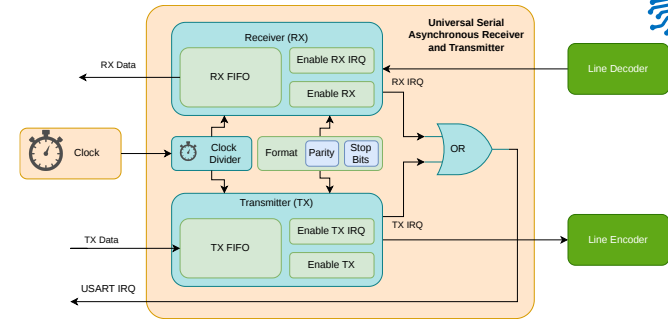 Universal Serial
Asynchronous Receiver
and Transmitter
Receiver (RX)
RX Data
RX FIFO
Enable RX IRQ
Enable RX
RX IRQ
Line Decoder
Clock
Clock
Divider
Format
Parity
Stop
Bits
OR
Transmitter (TX)
TX Data
TX FIFO
Enable TX IRQ
Enable TX
TX IRQ
Line Encoder
USART IRQ